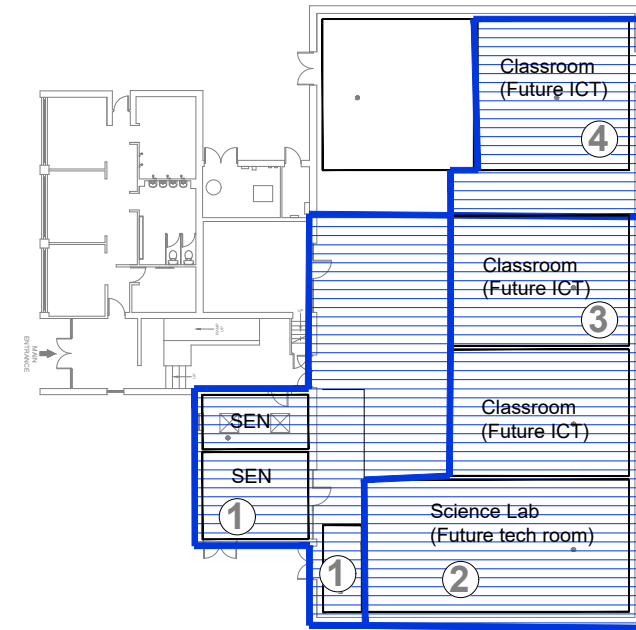 Classroom
(Future ICT)
4
Classroom
(Future ICT)
3
MAIN
ENTRANCE
SEN
Classroom
(Future ICT)
SEN
1
Science Lab
(Future tech room)
1
2